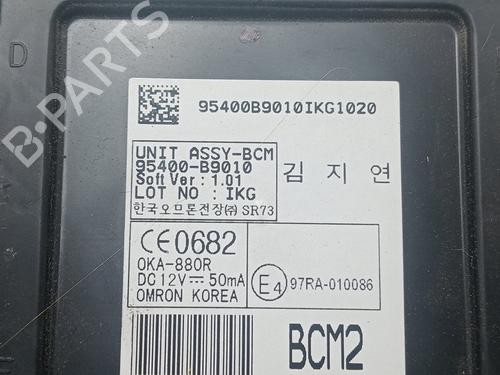 D
B-PARTS
95400B9010IKG1020
UNIT ASSY-BCM
95400-B9010
Soft Ver : 1.01
LOT NO : IKG
한국오므론전장㈜ SR73
김 지 연
CE0682
OKA-880R
DC12V⎓50mA
OMRON KOREA
E4 97RA-010086
BCM2